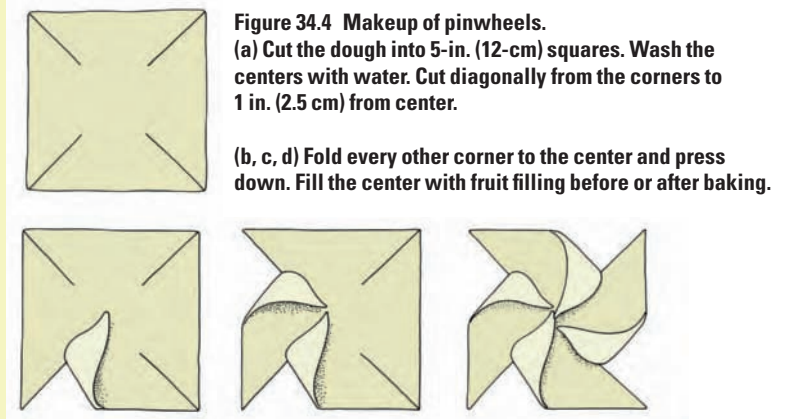 Figure 34.4 Makeup of pinwheels.
(a) Cut the dough into 5-in. (12-cm) squares. Wash the
centers with water. Cut diagonally from the corners to
1 in. (2.5 cm) from center.
(b, c, d) Fold every other corner to the center and press
down. Fill the center with fruit filling before or after baking.